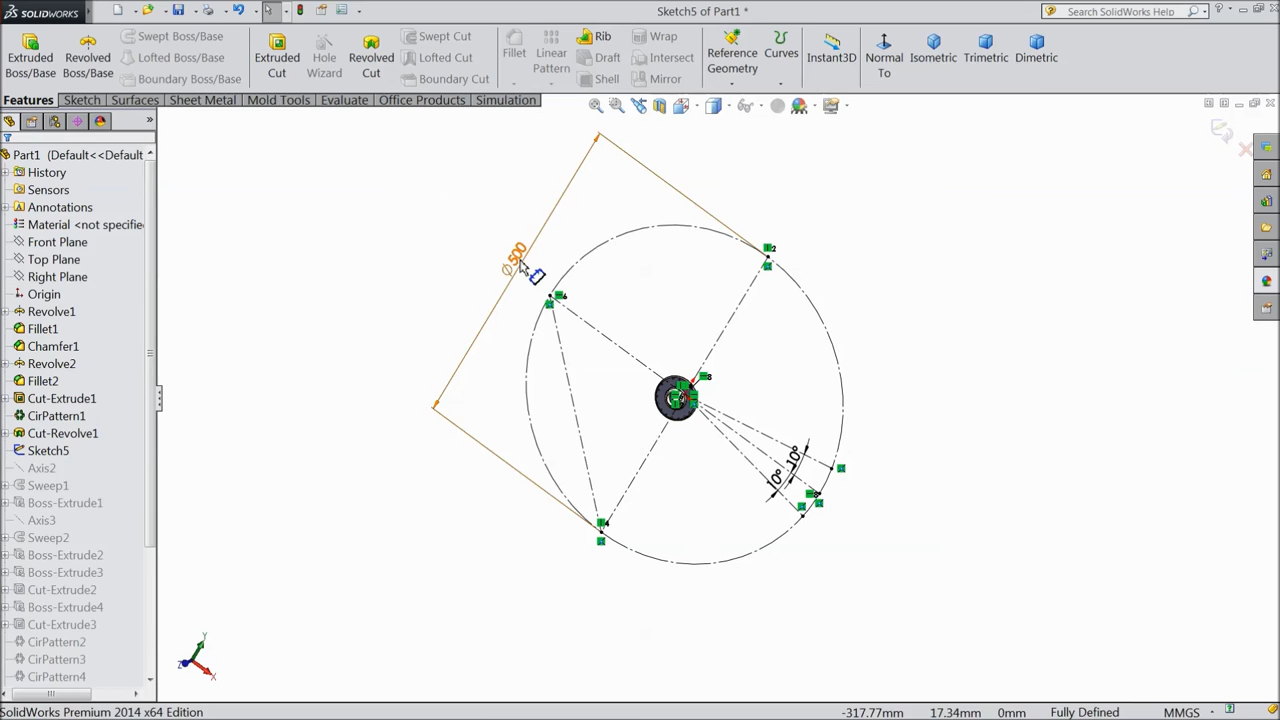 SOLIDWORKS
Sketch5 of Part1 *
Search SolidWorks Help
Extruded Boss/Base
Revolved Boss/Base
Swept Boss/Base
Lofted Boss/Base
Boundary Boss/Base
Extruded Cut
Hole Wizard
Revolved Cut
Swept Cut
Lofted Cut
Boundary Cut
Fillet
Linear Pattern
Rib
Draft
Shell
Wrap
Intersect
Mirror
Reference Geometry
Curves
Instant3D
Normal To
Isometric
Trimetric
Dimetric
Features
Sketch
Surfaces
Sheet Metal
Mold Tools
Evaluate
Office Products
Simulation
Part1 (Default<<Default
History
Sensors
Annotations
Material <not specifie
Front Plane
Top Plane
Right Plane
Origin
Revolve1
Fillet1
Chamfer1
Revolve2
Fillet2
Cut-Extrude1
CirPattern1
Cut-Revolve1
Sketch5
Axis2
Sweep1
Boss-Extrude1
Axis3
Sweep2
Boss-Extrude2
Boss-Extrude3
Cut-Extrude2
Boss-Extrude4
Cut-Extrude3
CirPattern2
CirPattern3
CirPattern4
Ø500
2
6
8
4
10°
10°
Y
Z
X
SolidWorks Premium 2014 x64 Edition
-317.77mm
17.34mm
0mm
Fully Defined
MMGS